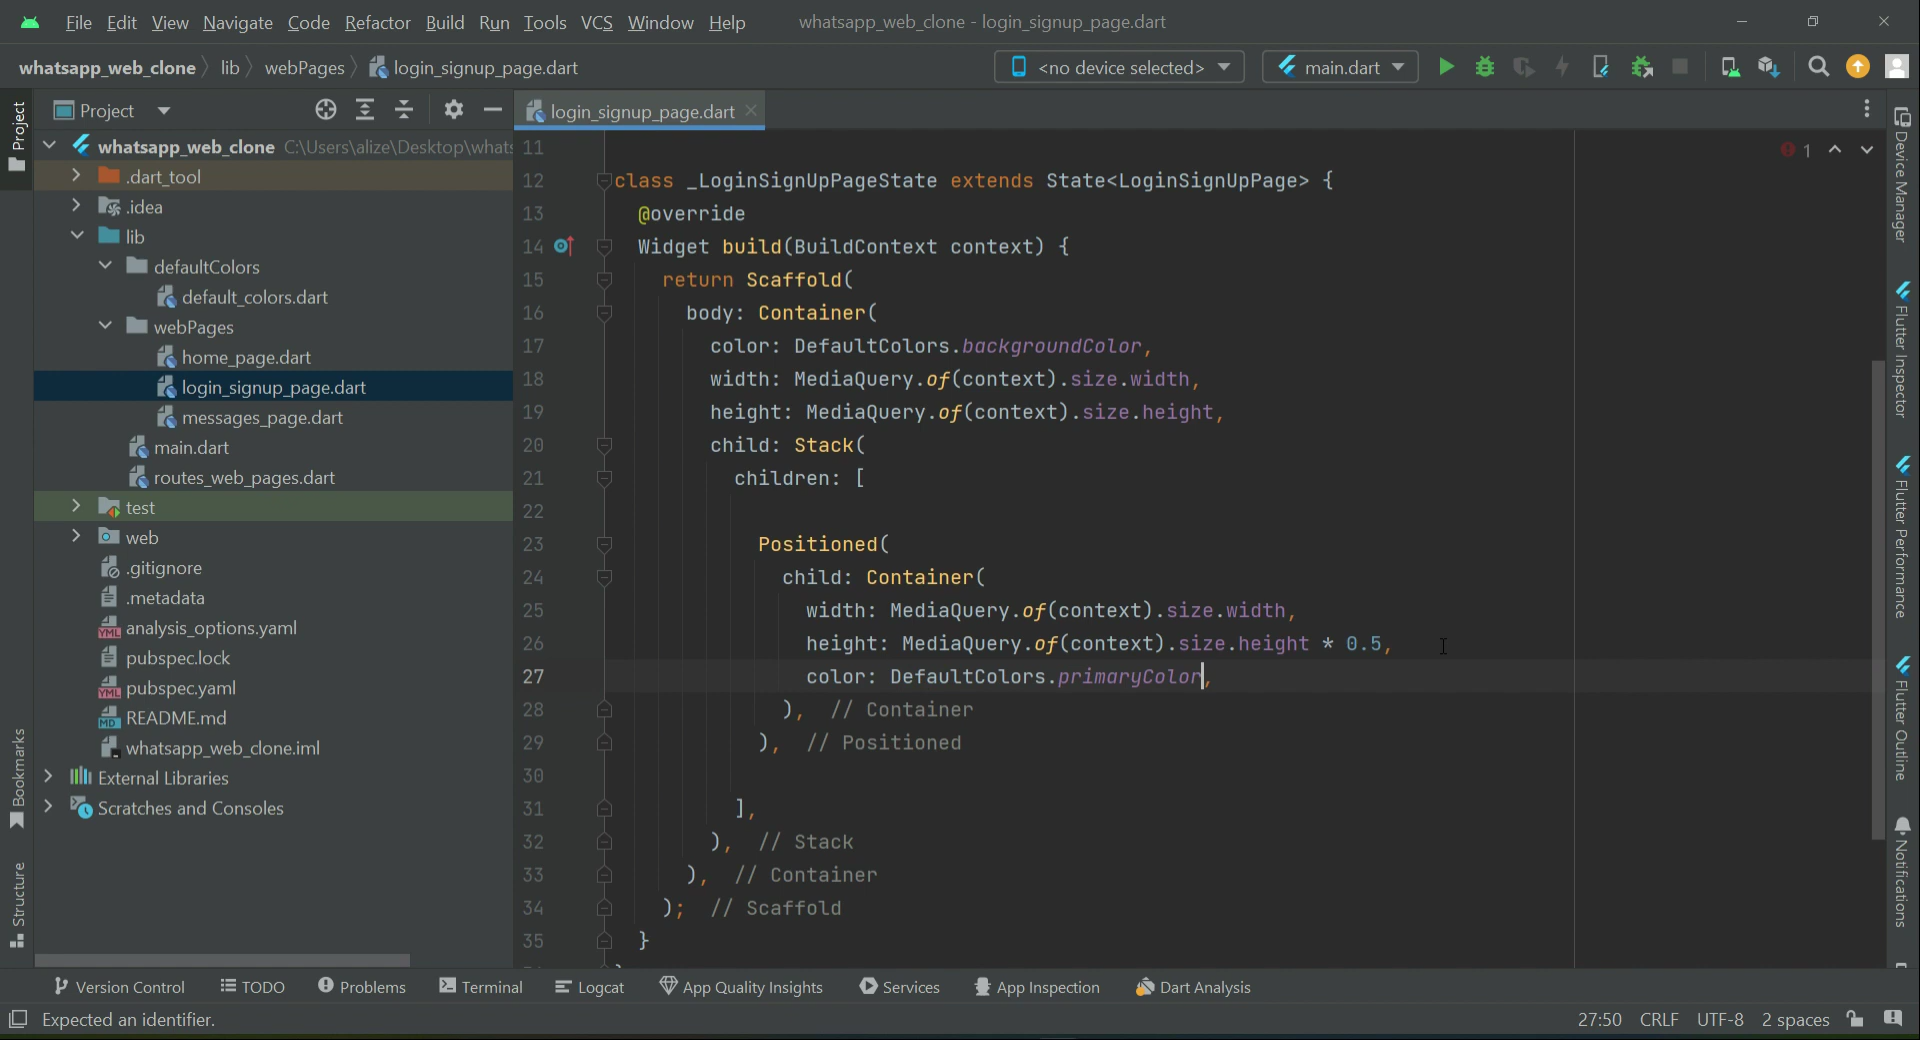 File Edit View Navigate Code Refactor Build Run Tools VCS Window Help whatsapp_web_clone - login_signup_page.dart
whatsapp_web_clone lib webPages login_signup_page.dart <no device selected> main.dart
Project
Project
login_signup_page.dart
whatsapp_web_clone C:\Users\alize\Desktop\whats
.dart_tool
.idea
lib
defaultColors
default_colors.dart
webPages
home_page.dart
login_signup_page.dart
messages_page.dart
main.dart
routes_web_pages.dart
test
web
.gitignore
.metadata
analysis_options.yaml
pubspec.lock
pubspec.yaml
README.md
whatsapp_web_clone.iml
External Libraries
Scratches and Consoles
Bookmarks
Structure
1
11
12 class _LoginSignUpPageState extends State<LoginSignUpPage> {
13 @override
14 Widget build(BuildContext context) {
15 return Scaffold(
16 body: Container(
17 color: DefaultColors.backgroundColor,
18 width: MediaQuery.of(context).size.width,
19 height: MediaQuery.of(context).size.height,
20 child: Stack(
21 children: [
22
23 Positioned(
24 child: Container(
25 width: MediaQuery.of(context).size.width,
26 height: MediaQuery.of(context).size.height * 0.5,
27 color: DefaultColors.primaryColor,
28 ), // Container
29 ), // Positioned
30
31 ],
32 ), // Stack
33 ), // Container
34 ); // Scaffold
35 }
Device Manager
Flutter Inspector
Flutter Performance
Flutter Outline
Notifications
Version Control TODO Problems Terminal Logcat App Quality Insights Services App Inspection Dart Analysis
Expected an identifier. 27:50 CRLF UTF-8 2 spaces